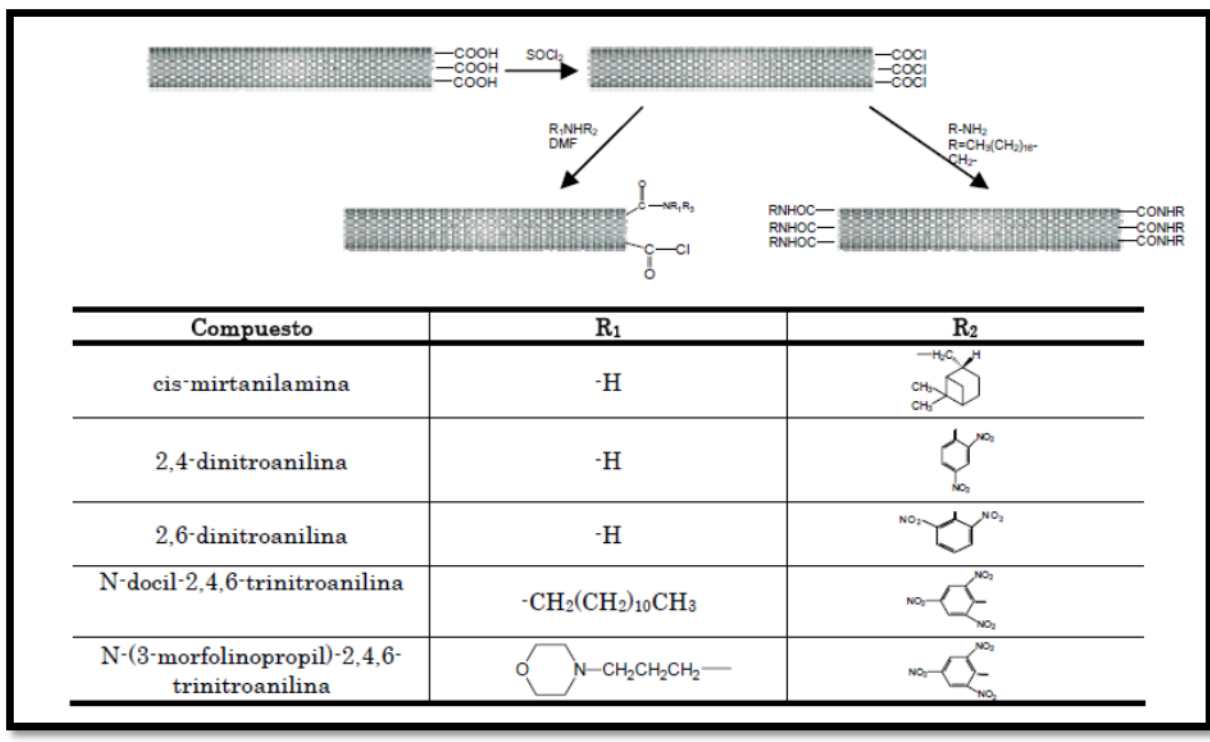 COOH
COOH
COOH
SOCl₂
COCl
COCl
COCl
R₁NHR₂
DMF
R-NH₂
R=CH₃(CH₂)₁₆-
CH₂-
O
C—NR₁R₃
C—Cl
O
RNHOC—
RNHOC—
RNHOC—
—CONHR
—CONHR
—CONHR
Compuesto R₁ R₂
—H₂C H
cis-mirtanilamina -H
CH₃
CH₃
NO₂
2,4-dinitroanilina -H
NO₂
NO₂ NO₂
2,6-dinitroanilina -H
N-docil-2,4,6-trinitroanilina
-CH₂(CH₂)₁₀CH₃
NO₂
NO₂
NO₂
N-(3-morfolinopropil)-2,4,6-
trinitroanilina
O N—CH₂CH₂CH₂—
NO₂
NO₂
NO₂